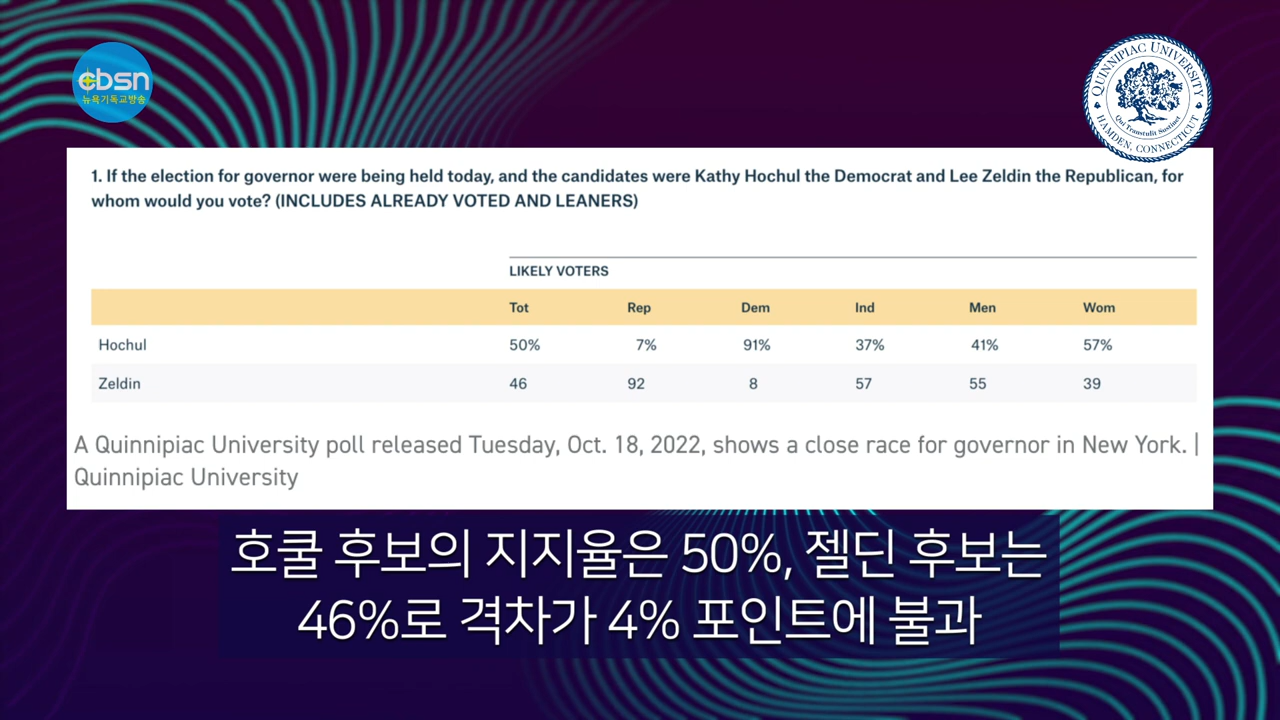 cbsn
뉴욕기독교방송
QUINNIPIAC UNIVERSITY
Qui Transtulit Sustinet
HAMDEN, CONNECTICUT
1. If the election for governor were being held today, and the candidates were Kathy Hochul the Democrat and Lee Zeldin the Republican, for
whom would you vote? (INCLUDES ALREADY VOTED AND LEANERS)
LIKELY VOTERS
Tot Rep Dem Ind Men Wom
Hochul 50% 7% 91% 37% 41% 57%
Zeldin 46 92 8 57 55 39
A Quinnipiac University poll released Tuesday, Oct. 18, 2022, shows a close race for governor in New York. |
Quinnipiac University
호쿨 후보의 지지율은 50%, 젤딘 후보는
46%로 격차가 4% 포인트에 불과